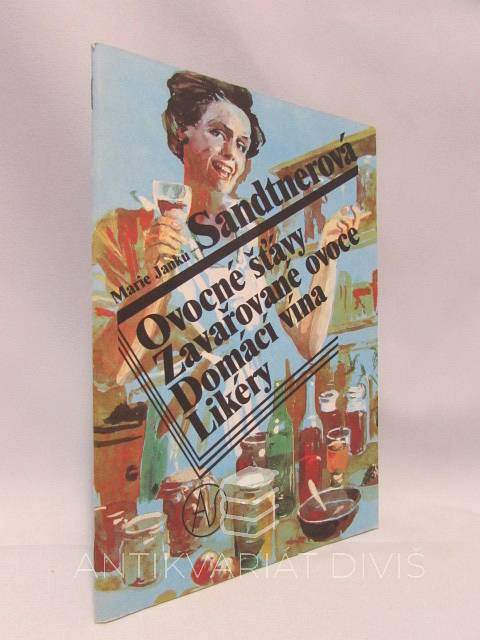 Marie Janků Sandtnerová
Ovocné šťávy
Zavařované ovoce
Domácí vína
Likéry
A
ANTIKVARIÁT DIVIŠ